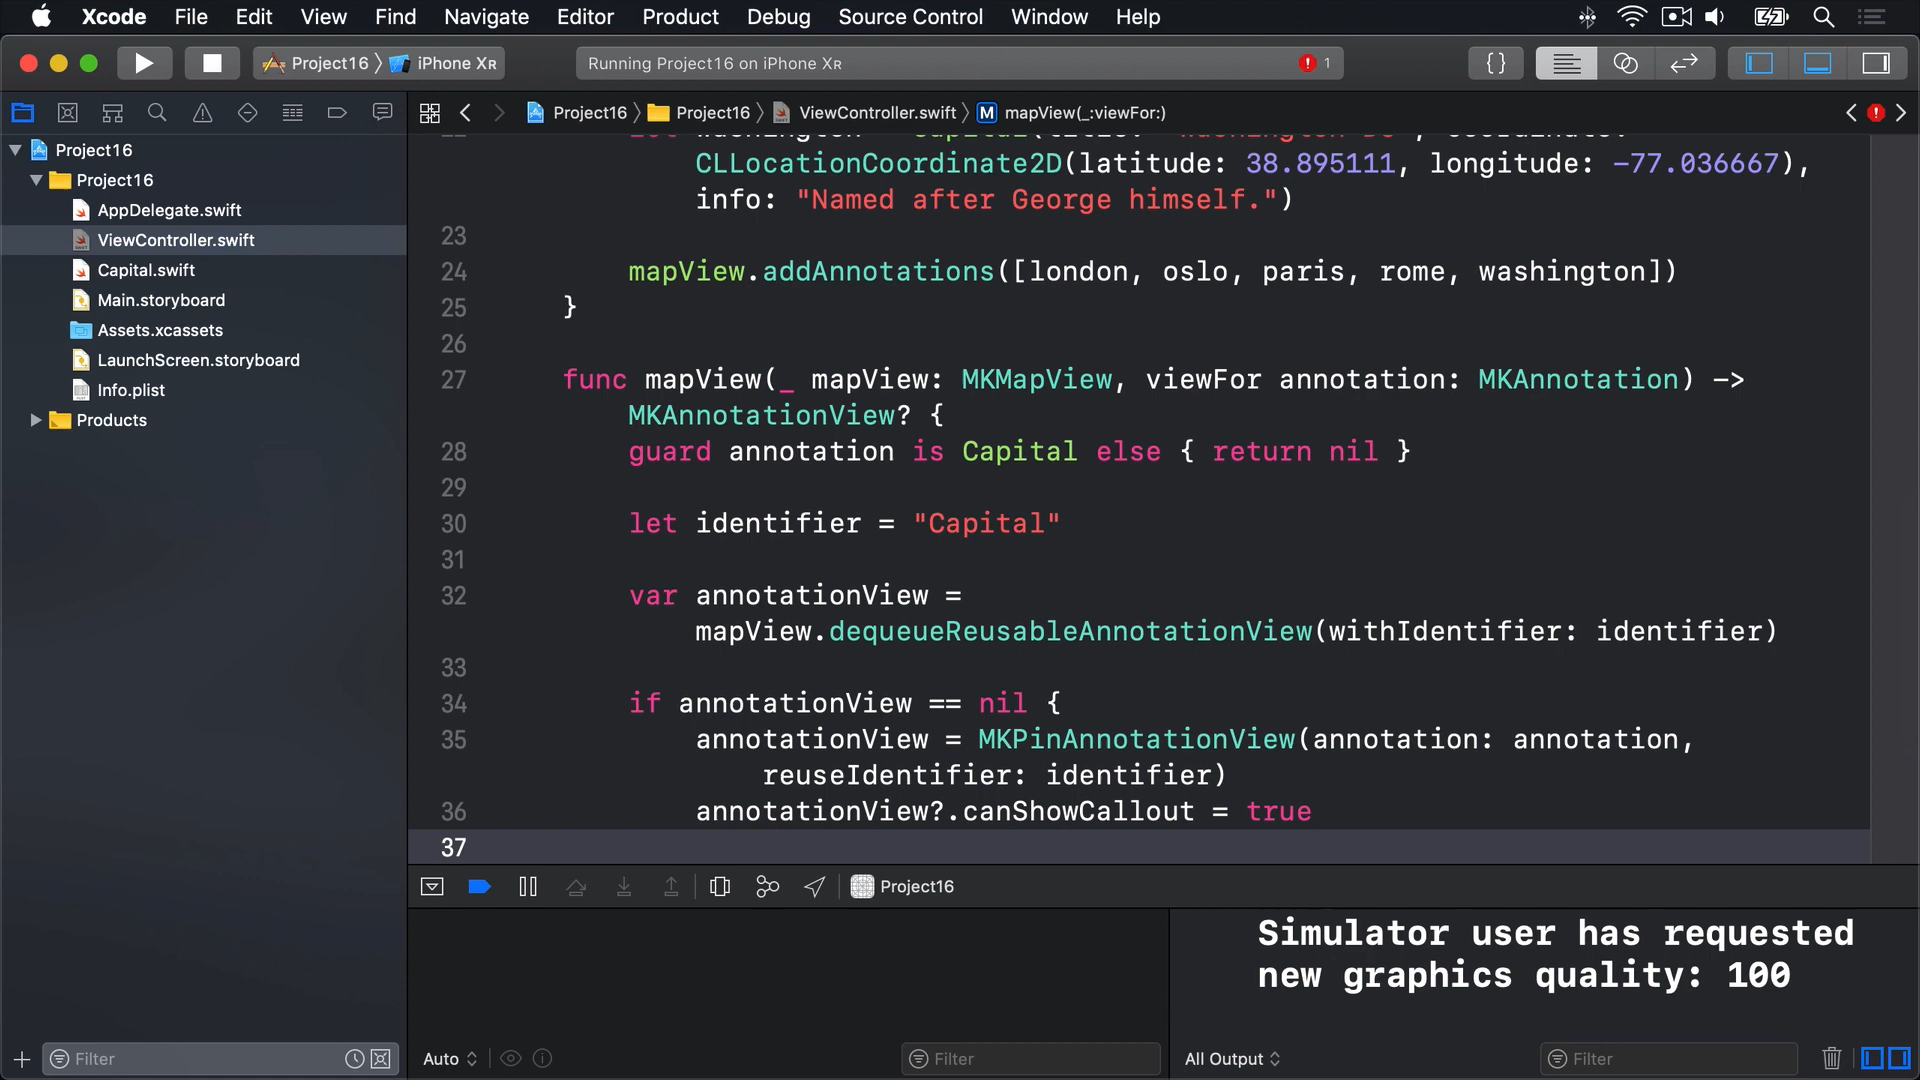 Xcode File Edit View Find Navigate Editor Product Debug Source Control Window Help
Project16 iPhone XR
Running Project16 on iPhone XR
1
Project16 Project16 ViewController.swift M mapView(_:viewFor:)
Project16
Project16
AppDelegate.swift
ViewController.swift
Capital.swift
Main.storyboard
Assets.xcassets
LaunchScreen.storyboard
Info.plist
Products
CLLocationCoordinate2D(latitude: 38.895111, longitude: -77.036667),
info: "Named after George himself.")
23
24 mapView.addAnnotations([london, oslo, paris, rome, washington])
25 }
26
27 func mapView(_ mapView: MKMapView, viewFor annotation: MKAnnotation) ->
MKAnnotationView? {
28 guard annotation is Capital else { return nil }
29
30 let identifier = "Capital"
31
32 var annotationView =
mapView.dequeueReusableAnnotationView(withIdentifier: identifier)
33
34 if annotationView == nil {
35 annotationView = MKPinAnnotationView(annotation: annotation,
reuseIdentifier: identifier)
36 annotationView?.canShowCallout = true
37
Project16
Simulator user has requested
new graphics quality: 100
Filter
Auto
Filter
All Output
Filter